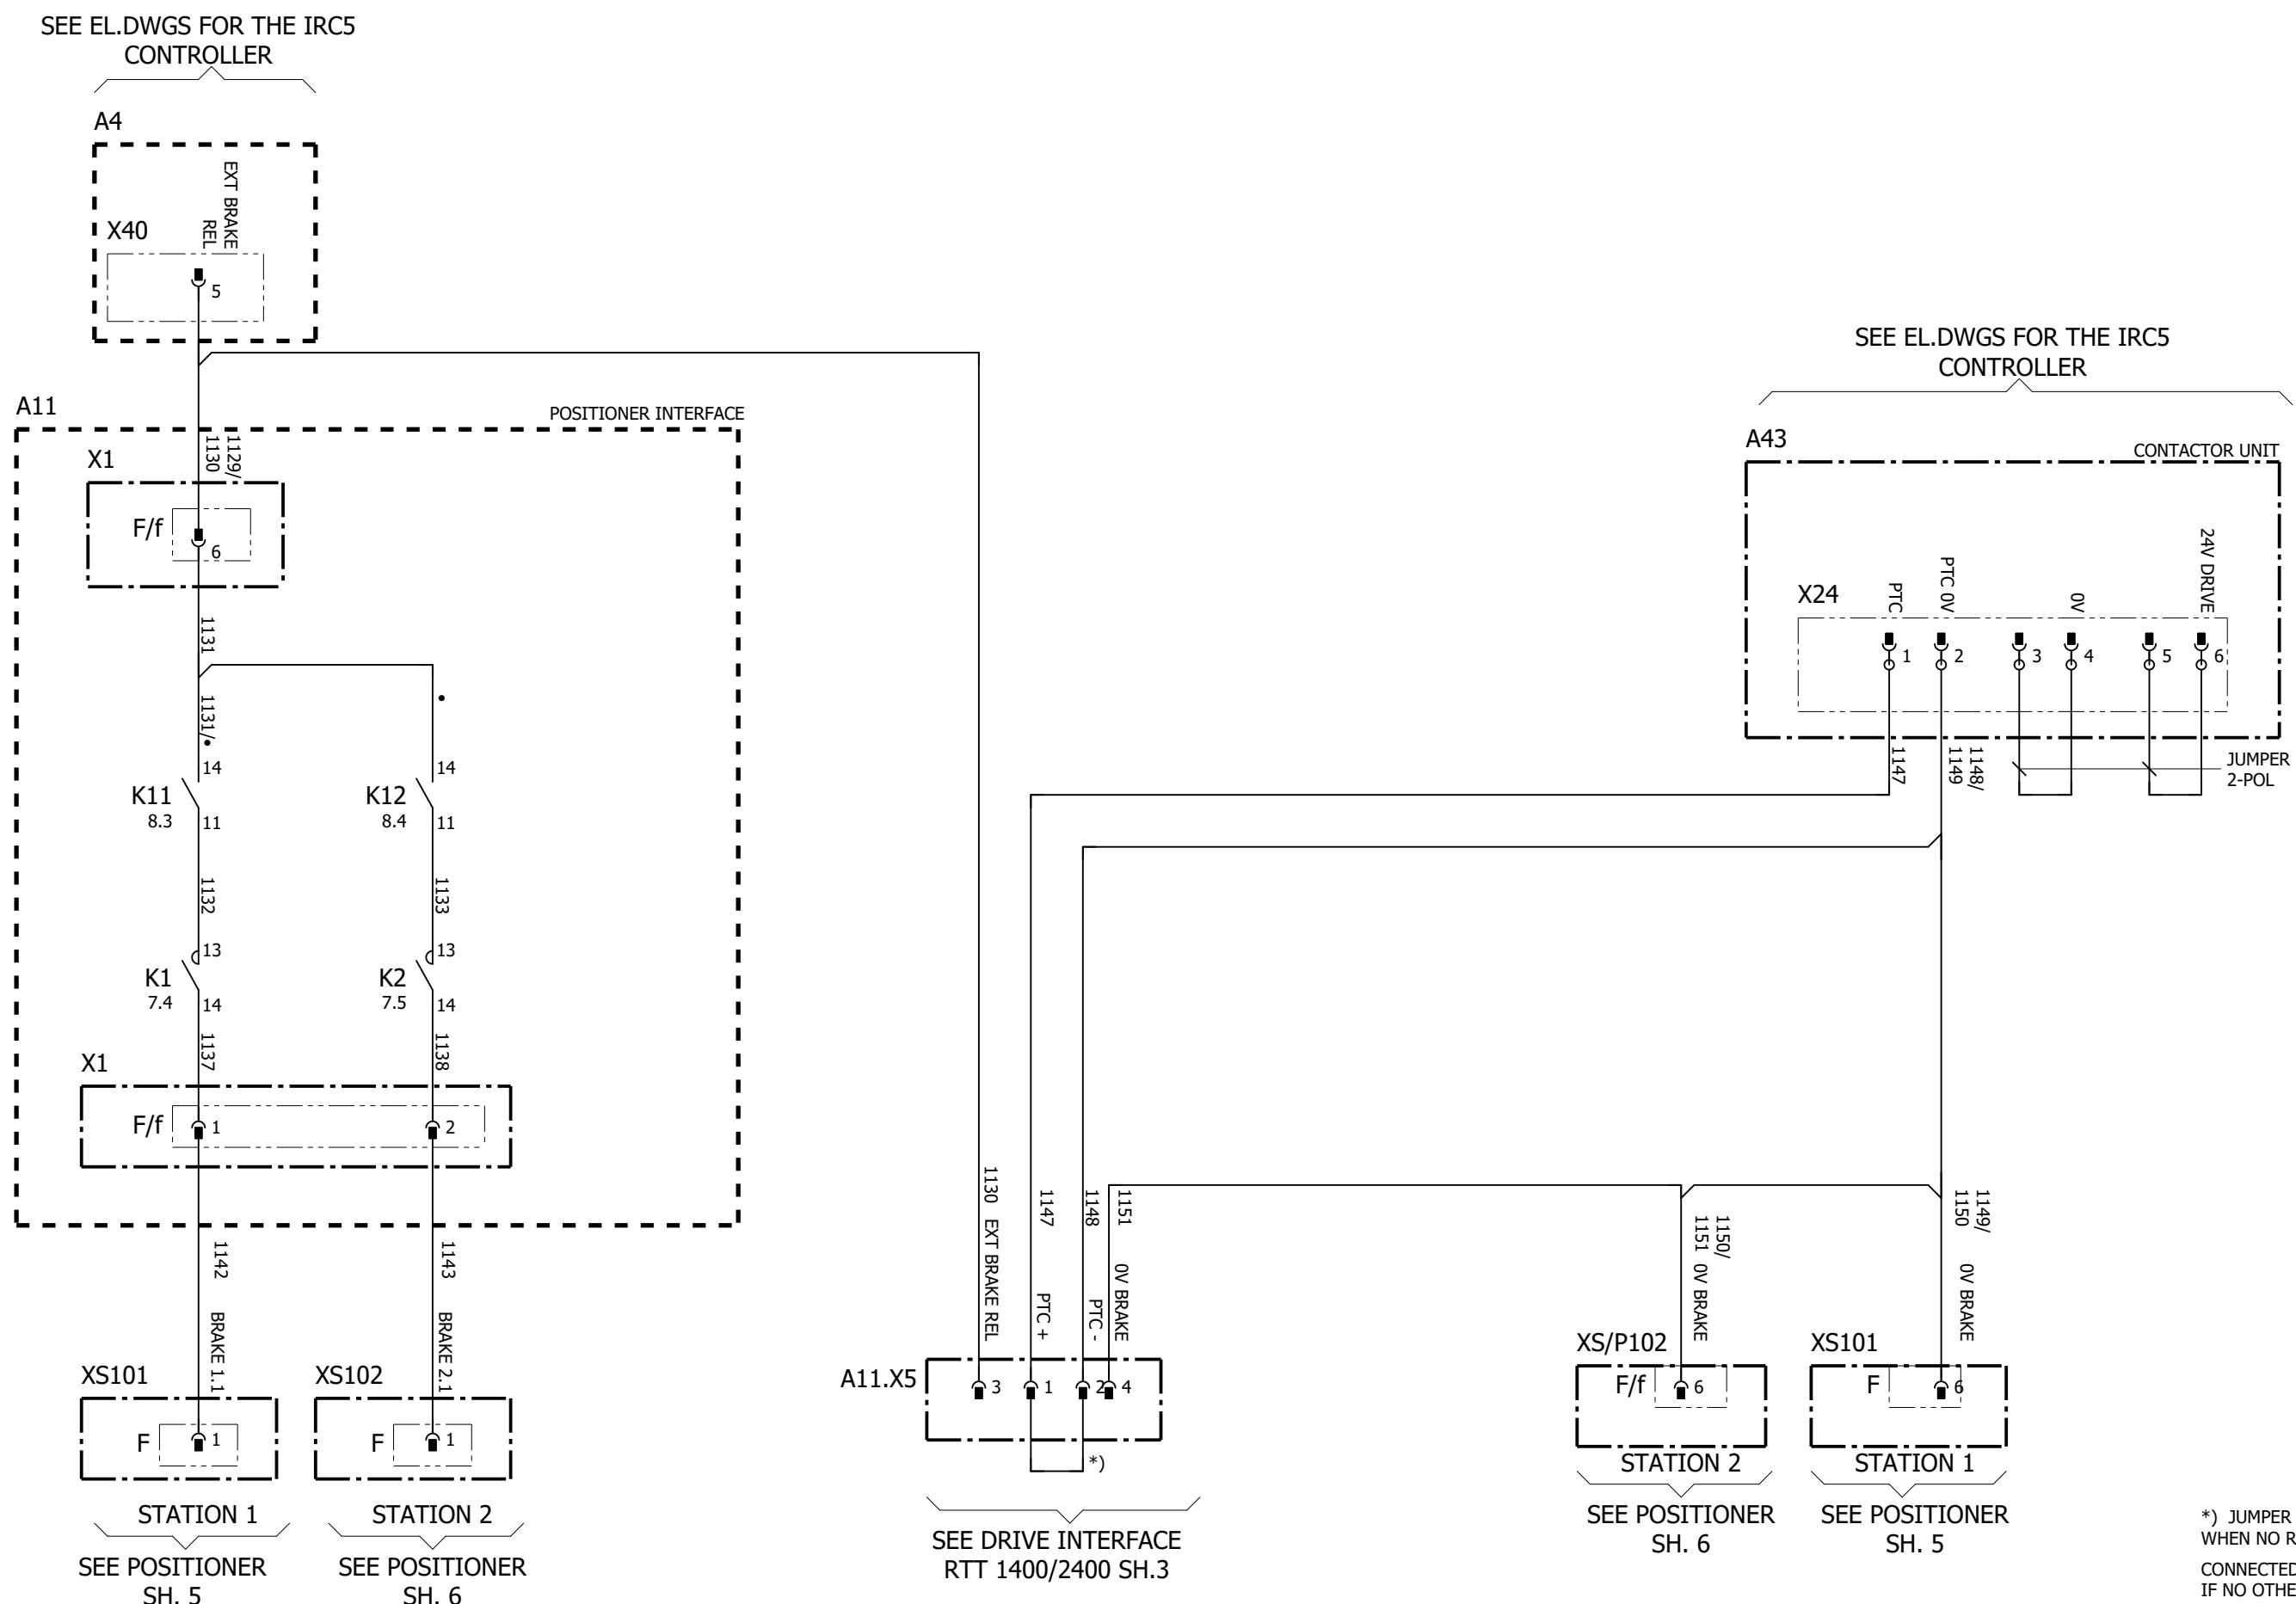 SEE EL.DWGS FOR THE IRC5
CONTROLLER
A4
EXT BRAKE
REL
X40
5
A11
POSITIONER INTERFACE
1129/
1130
X1
F/f
6
1131
1131/•
•
14
K11
8.3
11
14
K12
8.4
11
1132
1133
13
K1
7.4
14
13
K2
7.5
14
1137
1138
X1
F/f
1
2
1142
1143
BRAKE 1.1
BRAKE 2.1
XS101
F
1
XS102
F
1
STATION 1
STATION 2
SEE POSITIONER
SH. 5
SEE POSITIONER
SH. 6
1130 EXT BRAKE REL
1147
PTC +
1148
PTC -
1151
0V BRAKE
A11.X5
3
1
2
4
*)
SEE DRIVE INTERFACE
RTT 1400/2400 SH.3
SEE EL.DWGS FOR THE IRC5
CONTROLLER
A43
CONTACTOR UNIT
X24
PTC
PTC 0V
0V
24V DRIVE
1
2
3
4
5
6
1147
1148/
1149
JUMPER
2-POL
1150/
1151 0V BRAKE
1149/
1150
0V BRAKE
XS/P102
F/f
6
XS101
F
6
STATION 2
STATION 1
SEE POSITIONER
SH. 6
SEE POSITIONER
SH. 5
*) JUMPER
WHEN NO R
CONNECTED
IF NO OTHE